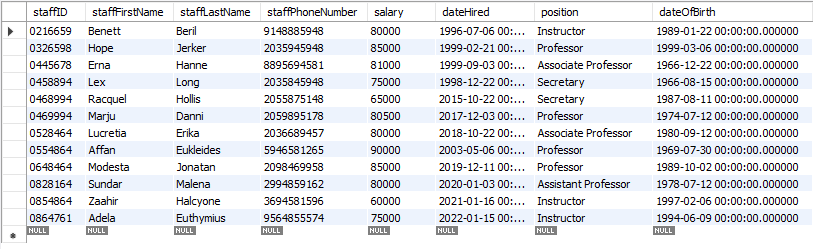 staffID staffFirstName staffLastName staffPhoneNumber salary dateHired position dateOfBirth
0216659 Benett Beril 9148885948 80000 1996-07-06 00:... Instructor 1989-01-22 00:00:00.000000
0326598 Hope Jerker 2035945948 85000 1999-02-21 00:... Professor 1999-03-06 00:00:00.000000
0445678 Erna Hanne 8895694581 81000 1999-09-03 00:... Associate Professor 1966-12-22 00:00:00.000000
0458894 Lex Long 2035845948 75000 1998-12-22 00:... Secretary 1966-08-15 00:00:00.000000
0468994 Racquel Hollis 2055875148 65000 2015-10-22 00:... Secretary 1987-08-11 00:00:00.000000
0469994 Marju Danni 2059895178 80500 2017-12-03 00:... Professor 1974-07-12 00:00:00.000000
0528464 Lucretia Erika 2036689457 80000 2018-10-22 00:... Associate Professor 1980-09-12 00:00:00.000000
0554864 Affan Eukleides 5946581265 90000 2003-05-06 00:... Professor 1969-07-30 00:00:00.000000
0648464 Modesta Jonatan 2098469958 85000 2019-12-11 00:... Professor 1989-10-02 00:00:00.000000
0828164 Sundar Malena 2994859162 80000 2020-01-03 00:... Assistant Professor 1978-07-12 00:00:00.000000
0854864 Zaahir Halcyone 3694581596 60000 2021-01-16 00:... Instructor 1997-02-06 00:00:00.000000
0864761 Adela Euthymius 9564855574 75000 2022-01-15 00:... Instructor 1994-06-09 00:00:00.000000
NULL NULL NULL NULL NULL NULL NULL NULL